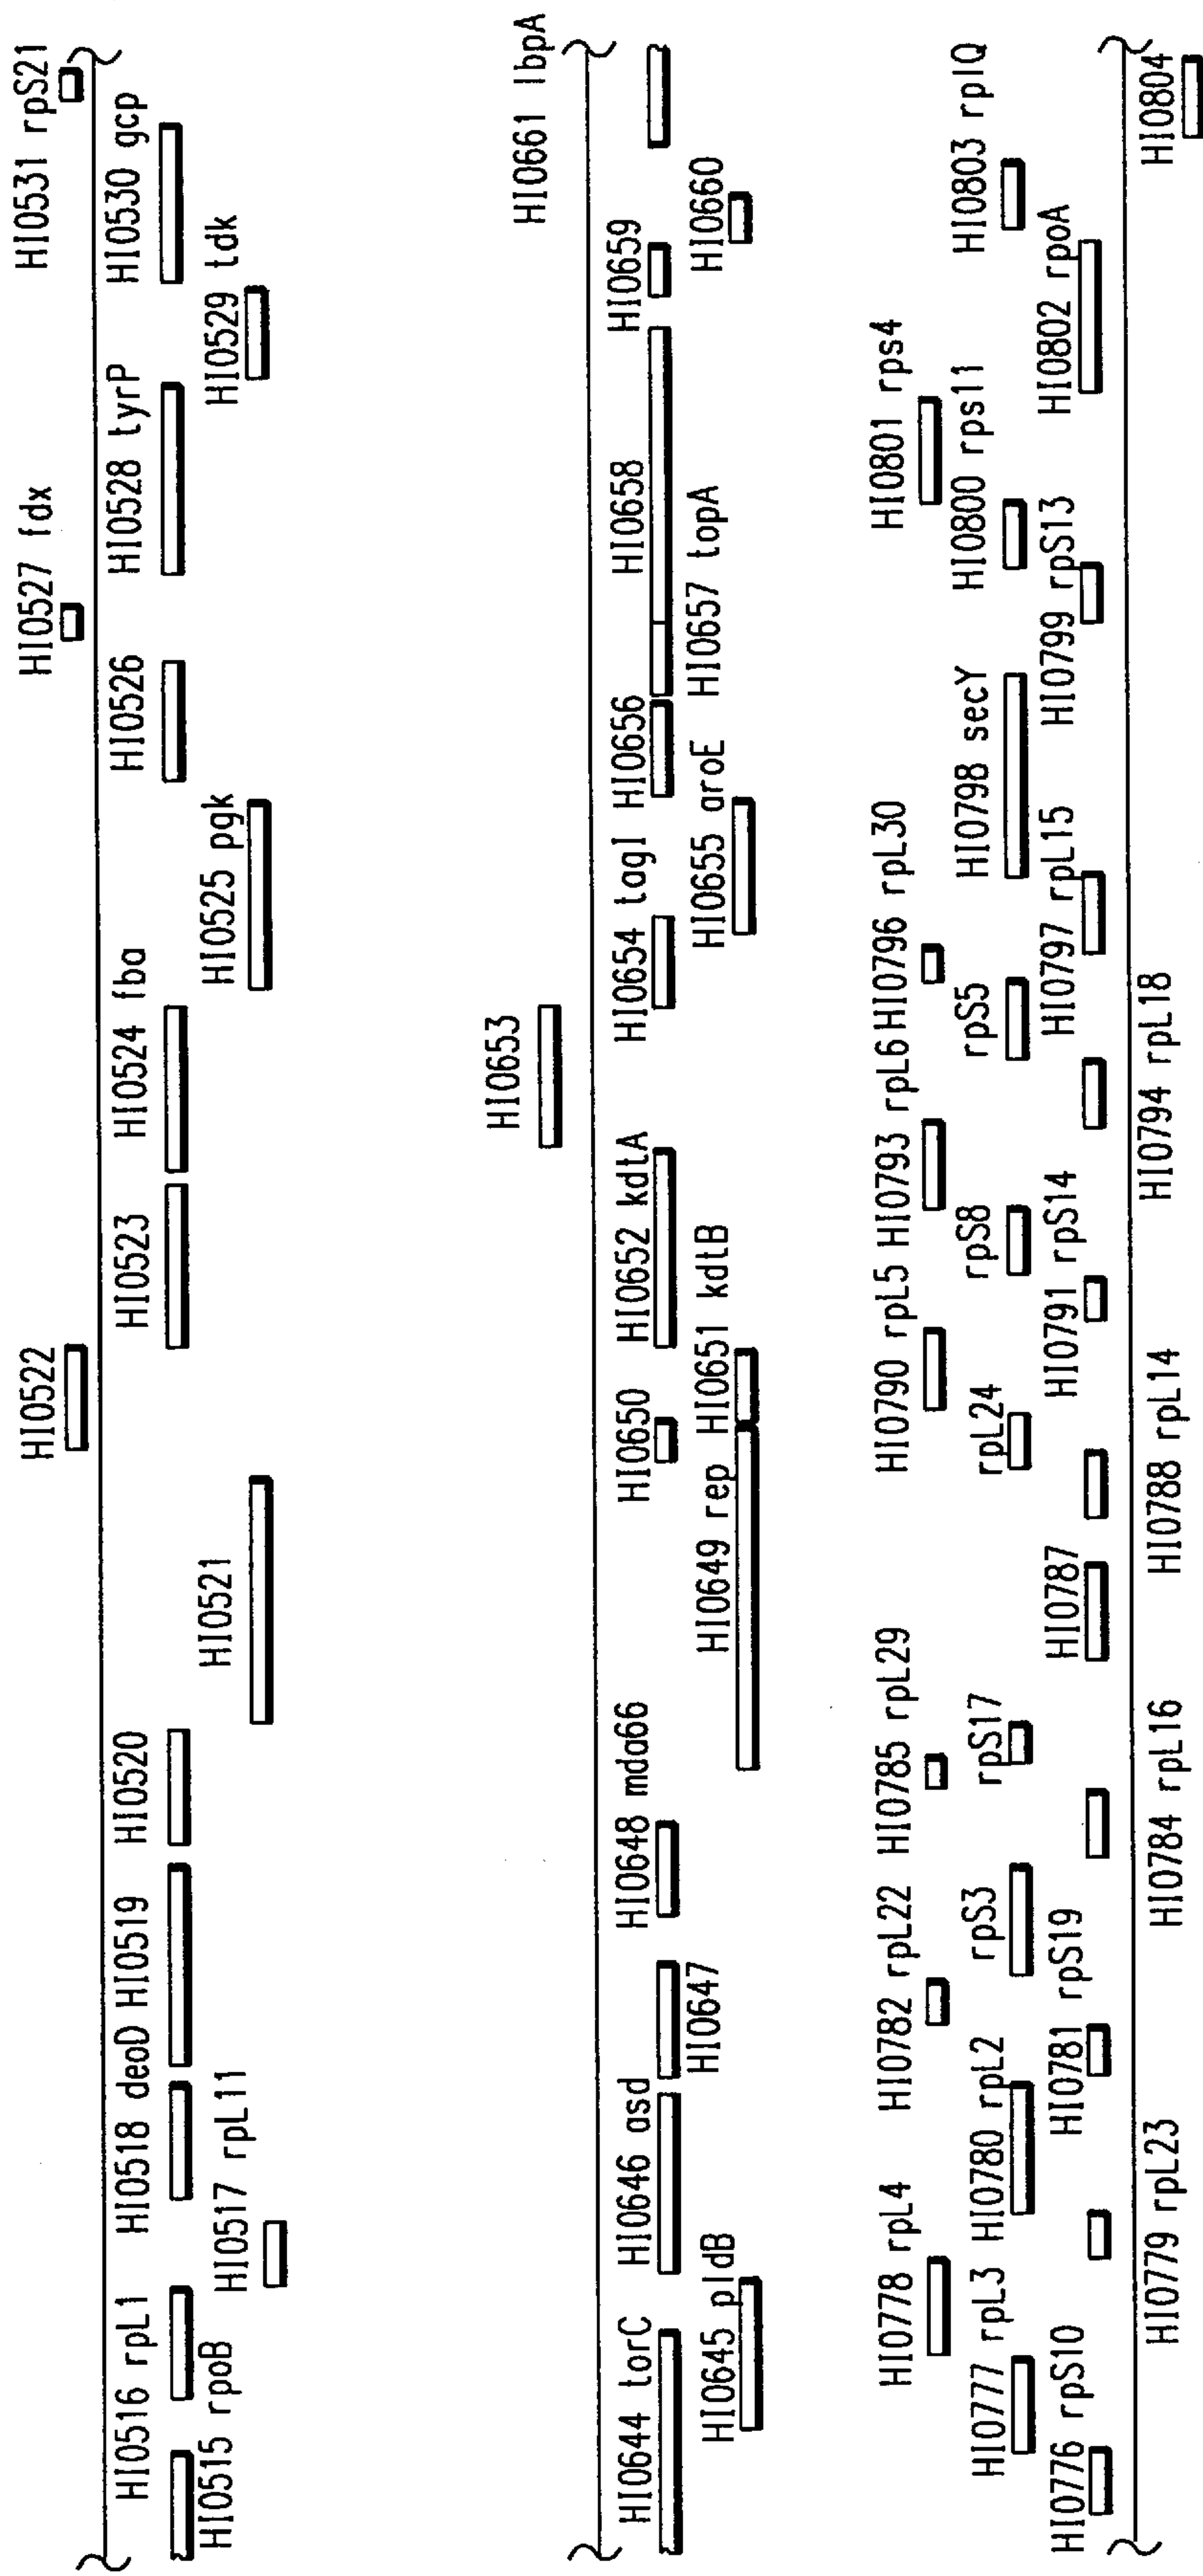 HI0515 rpoB
HI0516 rpL1
HI0517 rpL11
HI0518 deoD
HI0519
HI0520
HI0521
HI0522
HI0523
HI0524 fba
HI0525 pgk
HI0526
HI0527 fdx
HI0528 tyrP
HI0529 tdk
HI0530 gcp
HI0531 rpS21
HI0644 torC
HI0645 pldB
HI0646 asd
HI0647
HI0648 mda66
HI0649 rep
HI0650
HI0651 kdtB
HI0652 kdtA
HI0653
HI0654 tagI
HI0655 aroE
HI0656
HI0657 topA
HI0658
HI0659
HI0660
HI0661 lbpA
HI0776 rpS10
HI0777 rpL3
HI0778 rpL4
HI0779 rpL23
HI0780 rpL2
HI0781 rpS19
HI0782 rpL22
rpS3
HI0784 rpL16
HI0785 rpL29
rpS17
HI0787
HI0788 rpL14
rpL24
HI0790 rpL5
HI0791 rpS14
rpS8
HI0793 rpL6
HI0794 rpL18
rpS5
HI0796 rpL30
HI0797 rpL15
HI0798 secY
HI0799 rpS13
HI0800 rps11
HI0801 rps4
HI0802 rpoA
HI0803 rplQ
HI0804